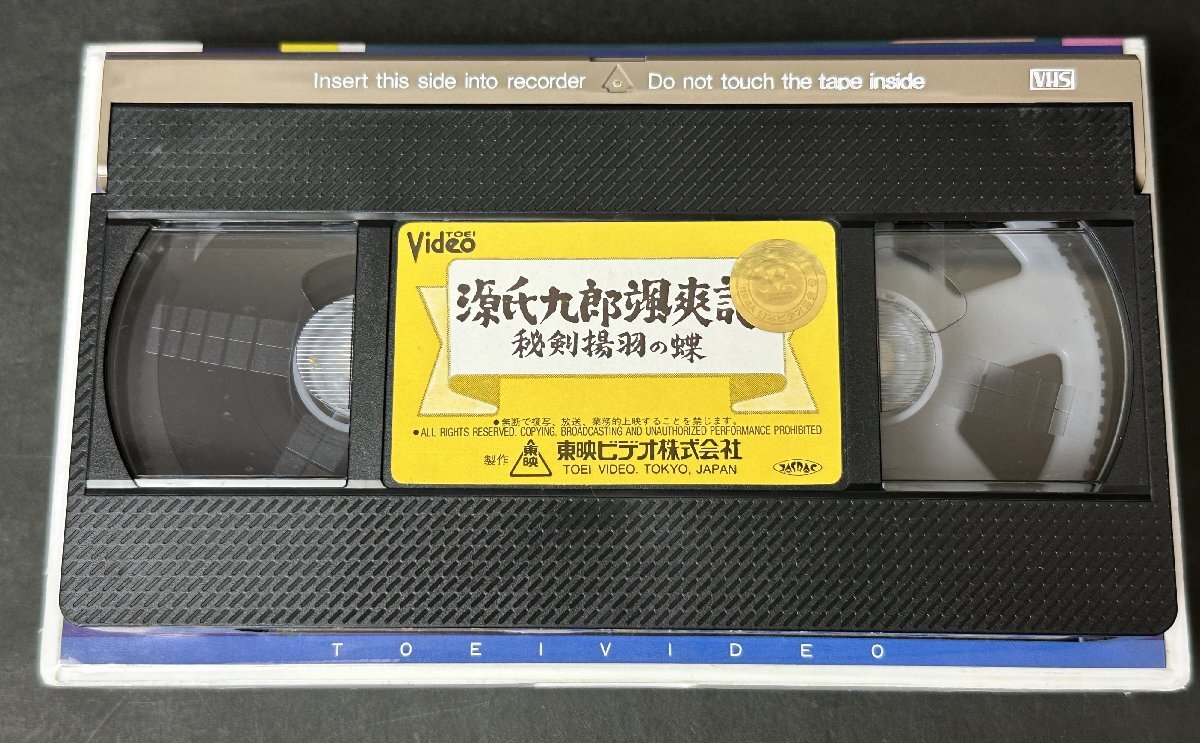 Insert this side into recorder Do not touch the tape inside VHS
TOEI
Video
源氏九郎颯爽記
秘剣揚羽の蝶
●無断で複写、放送、業務的上映することを禁じます。
●ALL RIGHTS RESERVED. COPYING, BROADCASTING AND UNAUTHORIZED PERFORMANCE PROHIBITED
製作 東映 東映ビデオ株式会社
TOEI VIDEO. TOKYO, JAPAN
JASRAC
TOEI VIDEO